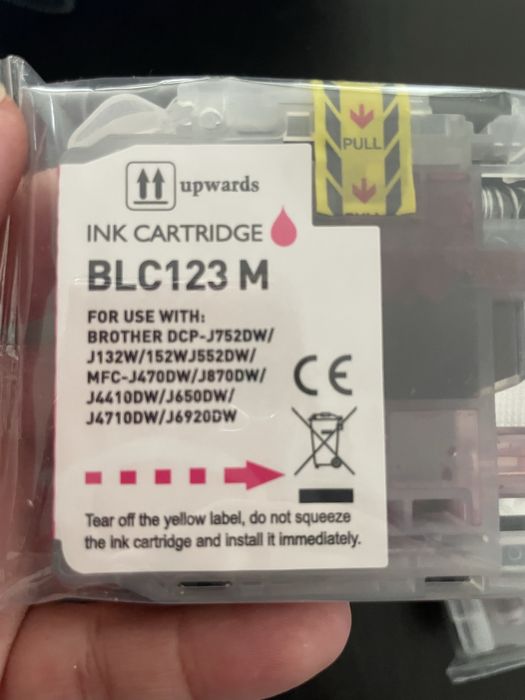 PULL
upwards
INK CARTRIDGE
BLC123 M
FOR USE WITH:
BROTHER DCP-J752DW/
J132W/152WJ552DW/
MFC-J470DW/J870DW/
J4410DW/J650DW/
J4710DW/J6920DW
CE
Tear off the yellow label, do not squeeze
the ink cartridge and install it immediately.